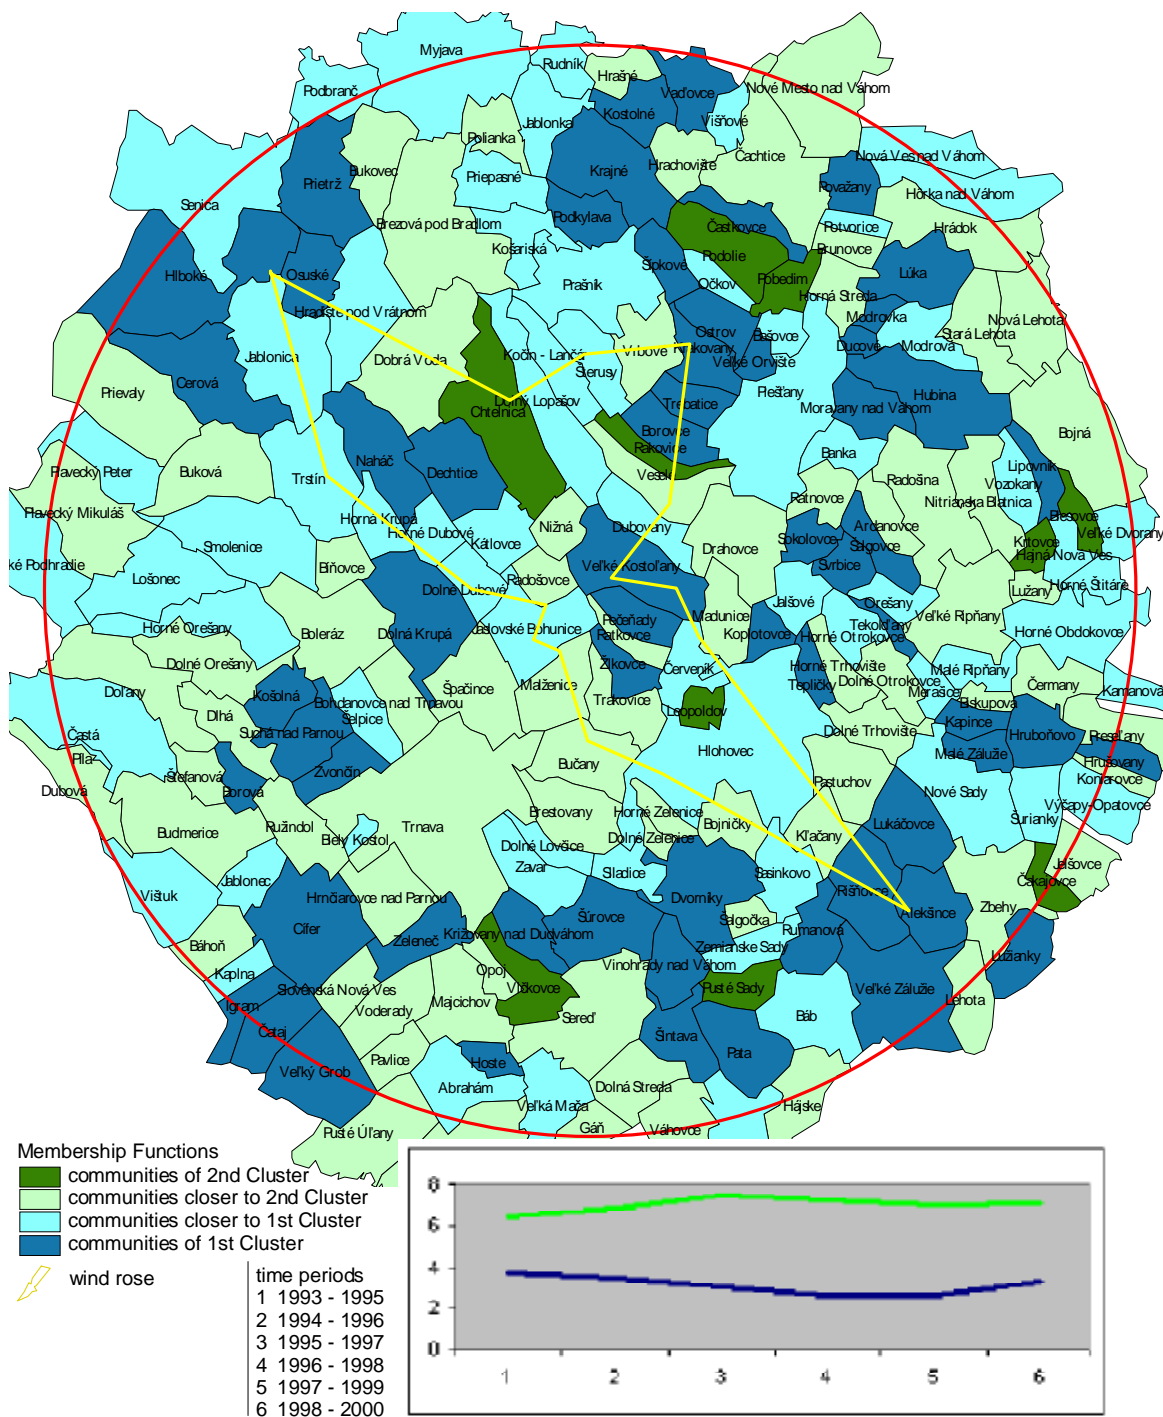 Myjava
Rudník
Hrašné
Podbranč
Vaďovce
Nové Mesto nad Váhom
Kostolné
Jablonka
Višňové
Polianka
Čachtice
Nová Ves nad Váhom
Bukovec
Hrachovište
Krajné
Priepasné
Prietrž
Považany
Hôrka nad Váhom
Senica
Podkylava
Častkovce
Brezová pod Bradlom
Potvorice
Hrádok
Košariská
Podolie
Brunovce
Šípkové
Hlboké
Osuské
Očkov
Pobedim
Lúka
Prašník
Horná Streda
Hradište pod Vrátnom
Modrovka
Nová Lehota
Stará Lehota
Ostrov
Bašovce
Ducové
Modrová
Jablonica
Dobrá Voda
Kočín - Lančá
Vrbové
Krakovany
Šterusy
Veľké Orvište
Cerová
Prievaly
Piešťany
Hubina
Dolný Lopašov
Trebatice
Chtelnica
Moravany nad Váhom
Borovce
Bojná
Rakovice
Banka
Naháč
Plavecký Peter
Buková
Dechtice
Veselé
Lipovník
Trstín
Radošina
Vozokany
Ratnovce
Nitrianska Blatnica
Plavecký Mikuláš
Horná Krupá
Blesovce
Nižná
Dubovany
Ardanovce
Horné Dubové
Veľké Dvorany
Sokolovce
Krtovce
Smolenice
Kátlovce
Drahovce
Šalgovce
Hajná Nová Ves
ké Podhradie
Bíňovce
Svrbice
Veľké Kostoľany
Lošonec
Radošovce
Dolné Dubové
Lužany
Horné Štitáre
Jalšové
Orešany
Madunice
Veľké Ripňany
Pečeňady
Tekolďany
Horné Orešany
Jaslovské Bohunice
Boleráz
Dolná Krupá
Ratkovce
Koplotovce
Horné Otrokovce
Horné Obdokovce
Dolné Orešany
Žlkovce
Červeník
Horné Trhovište
Malé Ripňany
Malženice
Tepličky
Dolné Otrokovce
Čermany
Doľany
Košolná
Špačince
Bohdanovce nad Trnavou
Trakovice
Merašice
Kamanová
Biskupová
Dlhá
Šelpice
Leopoldov
Kapince
Suchá nad Parnou
Dolné Trhovište
Hruboňovo
Preseľany
Častá
Hlohovec
Malé Zálužie
Píla
Hrušovany
Bučany
Zvončín
Štefanová
Koniarovce
Dubová
Pastuchov
Borová
Nové Sady
Výčapy-Opatovce
Brestovany
Horné Zelenice
Šurianky
Trnava
Ružindol
Bojničky
Budmerice
Lukáčovce
Biely Kostol
Dolné Zelenice
Kľačany
Dolné Lovčice
Jelšovce
Zavar
Siladice
Sasinkovo
Jablonec
Čakajovce
Vištuk
Hrnčiarovce nad Parnou
Dvorníky
Rišňovce
Zbehy
Alekšince
Šúrovce
Šalgočka
Cífer
Rumanová
Križovany nad Dudváhom
Zeleneč
Báhoň
Zemianske Sady
Lužianky
Vinohrady nad Váhom
Opoj
Kaplna
Lehota
Vlčkovce
Slovenská Nová Ves
Pusté Sady
Veľké Zálužie
Majcichov
Igram
Voderady
Sereď
Báb
Čataj
Šintava
Pata
Pavlice
Hoste
Veľký Grob
Abrahám
Dolná Streda
Veľká Mača
Hájske
Gáň
Váhovce
Pusté Úľany
Membership Functions
communities of 2nd Cluster
communities closer to 2nd Cluster
communities closer to 1st Cluster
communities of 1st Cluster
wind rose
time periods
1 1993 - 1995
2 1994 - 1996
3 1995 - 1997
4 1996 - 1998
5 1997 - 1999
6 1998 - 2000
8
6
4
2
0
1 2 3 4 5 6